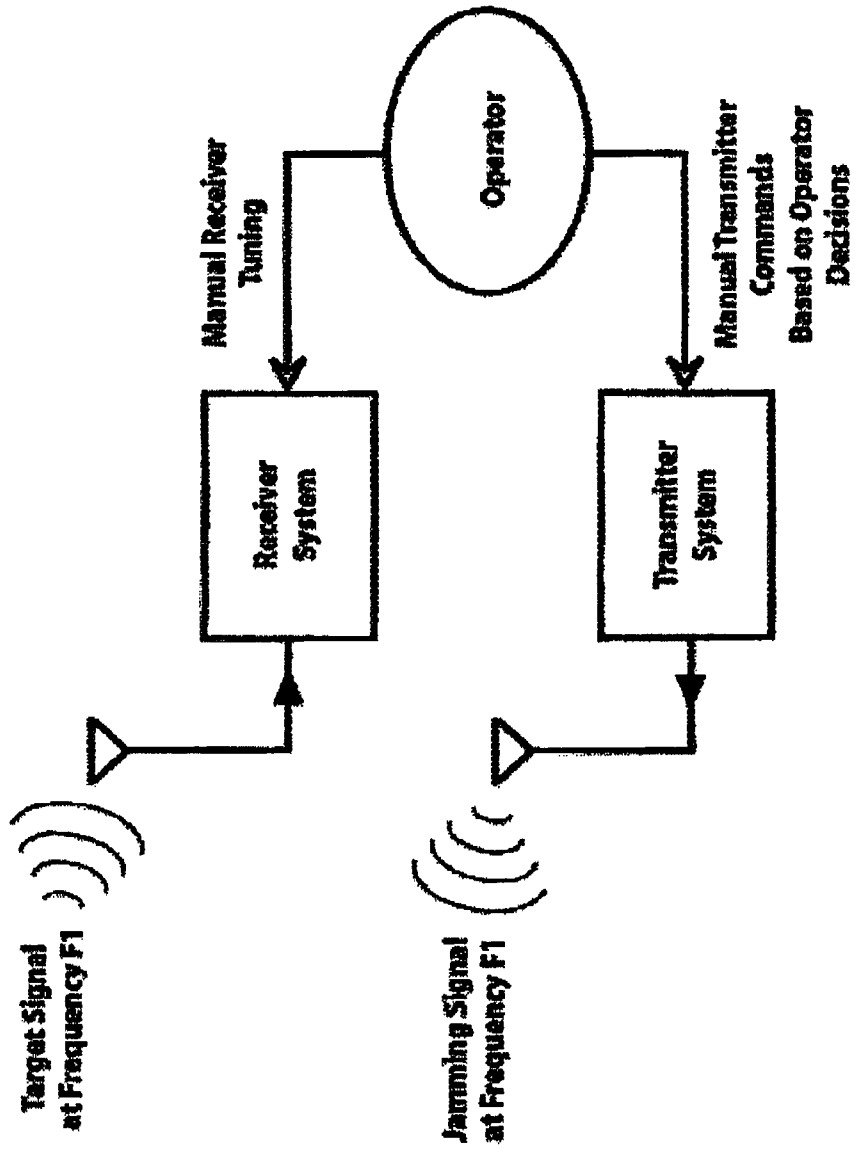 Target Signal
at Frequency F1
Manual Receiver
Tuning
Receiver
System
Operator
Jamming Signal
at Frequency F1
Transmitter
System
Manual Transmitter
Commands
Based on Operator
Decisions